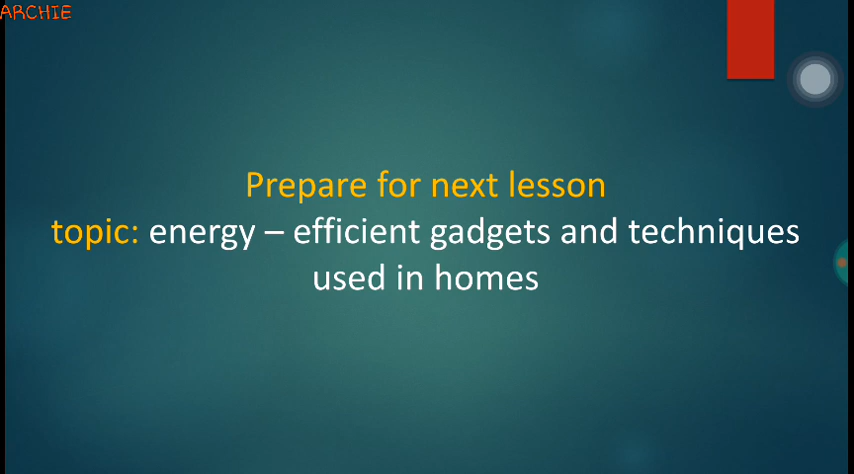 ARCHIE
Prepare for next lesson
topic: energy – efficient gadgets and techniques
used in homes